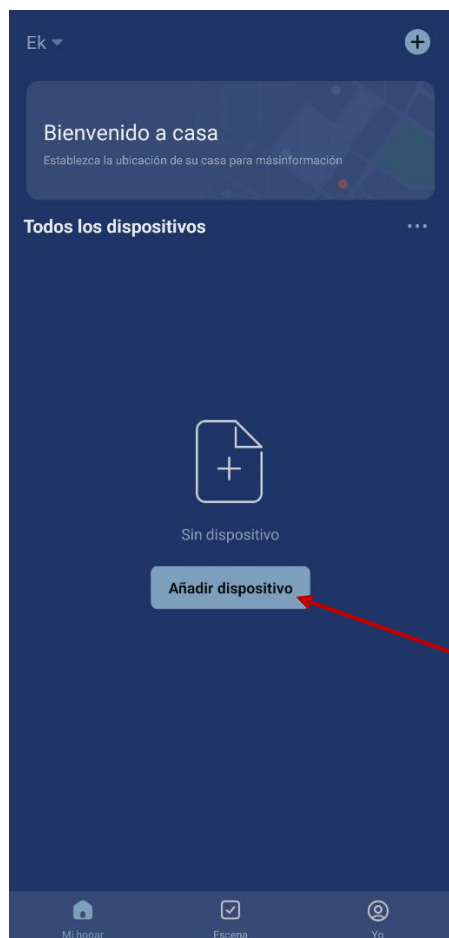 Ek
Bienvenido a casa
Establezca la ubicación de su casa para másinformación
Todos los dispositivos
Sin dispositivo
Añadir dispositivo
Mi hogar
Escena
Yo